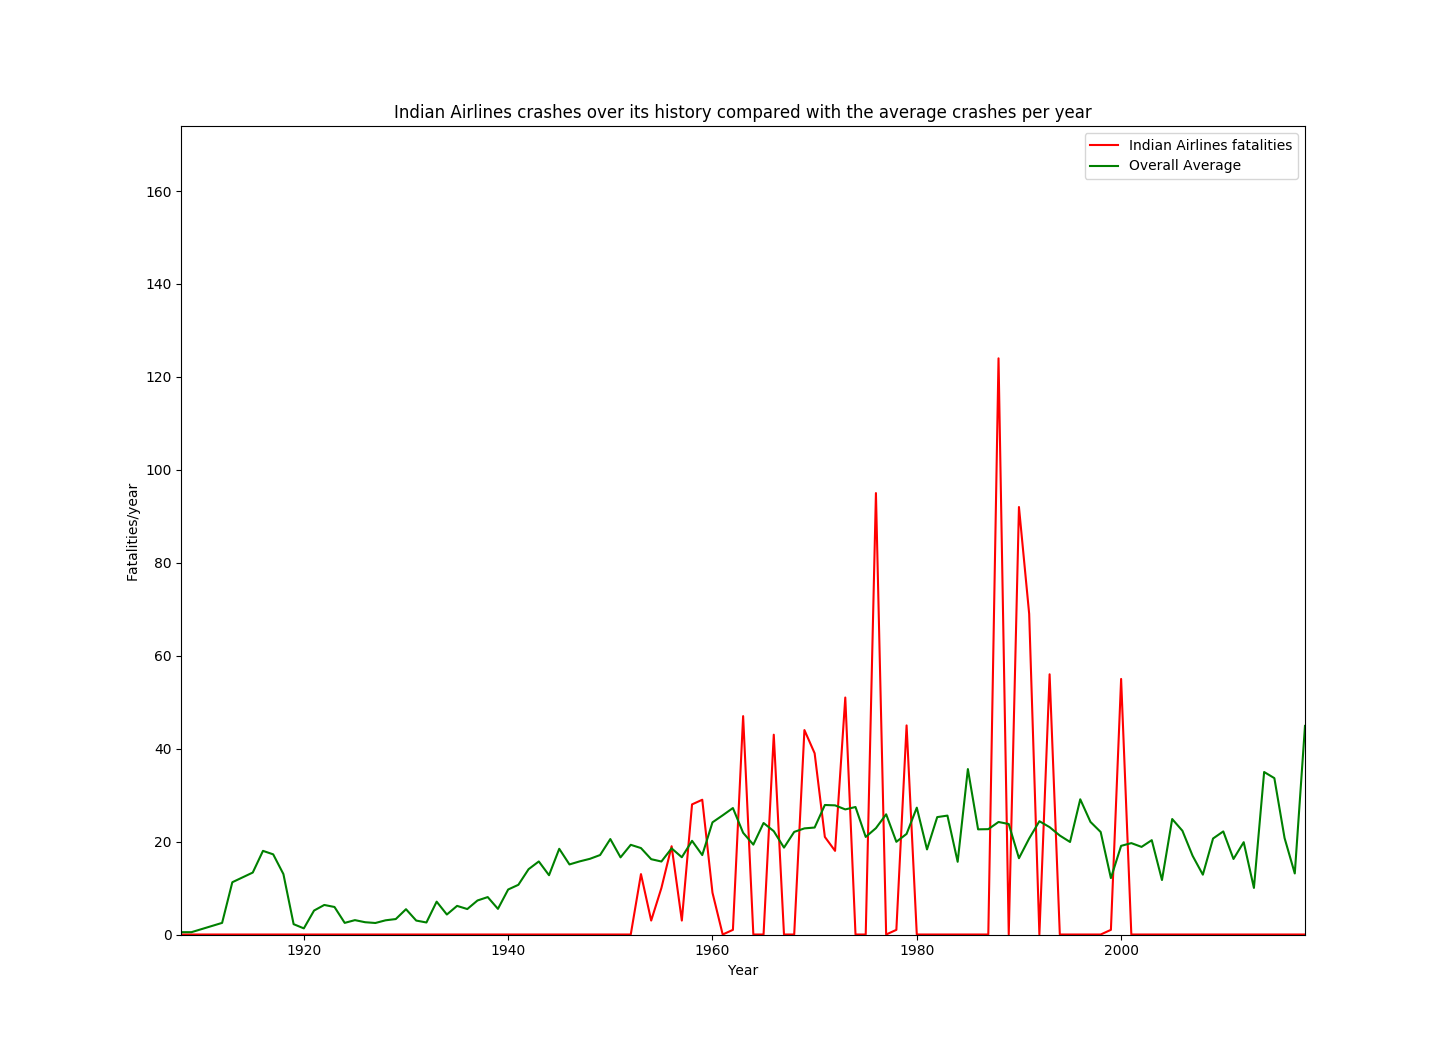 Indian Airlines crashes over its history compared with the average crashes per year
Indian Airlines fatalities
Overall Average
160
140
120
100
80
60
40
20
0
Fatalities/year
1920 1940 1960 1980 2000
Year